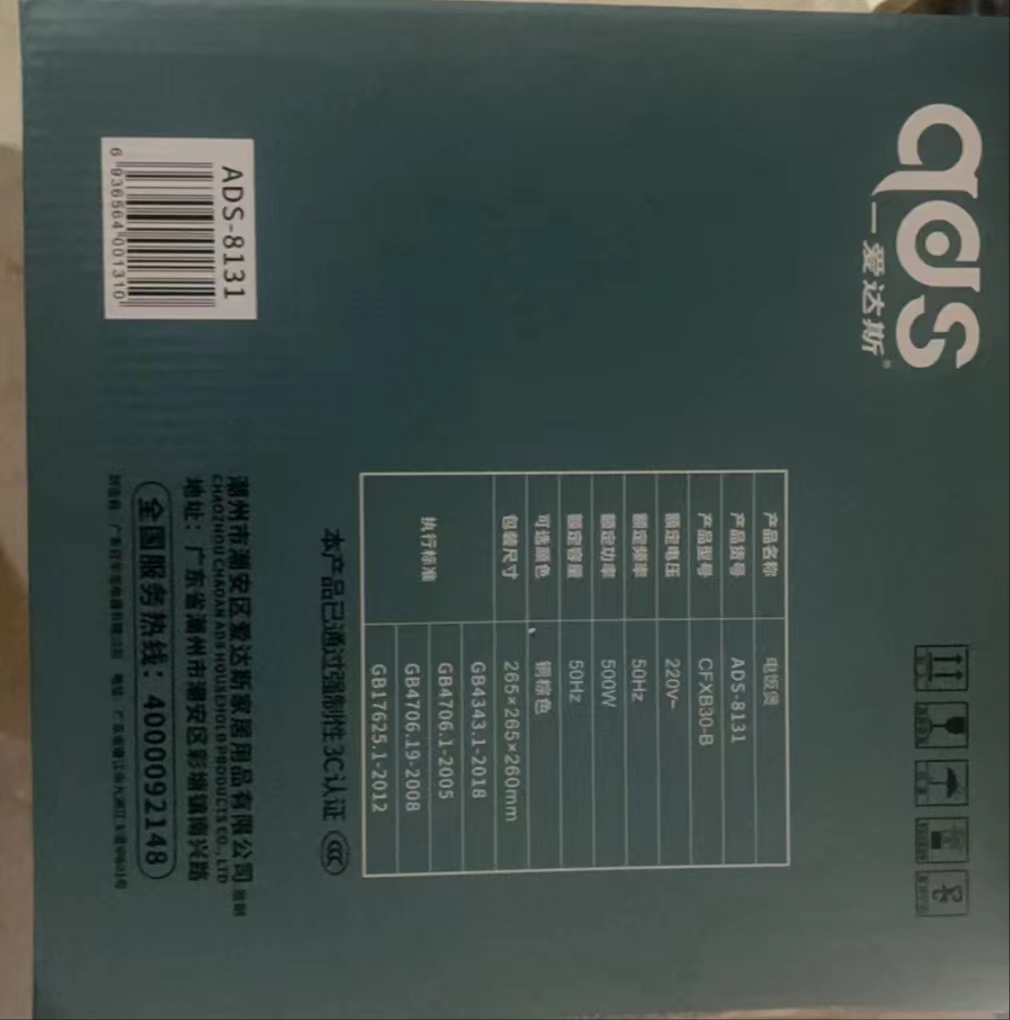 ads
爱达斯®
产品名称 电饭煲
产品货号 ADS-8131
产品型号 CFXB30-B
额定电压 220V~
额定频率 50Hz
额定功率 500V
额定容量 50Hz
可选颜色 铜棕色
包装尺寸 265×265×260mm
执行标准
GB4343.1-2018
GB4706.1-2005
GB4706.19-2008
GB17625.1-2012
本产品已通过强制性3C认证
ADS-8131
6 936564 001310
潮州市潮安区爱达斯家居用品有限公司
CHAOZHOU CHAOAN ADS HOUSEHOLD PRODUCTS CO., LTD
地址：广东省潮州市潮安区彩塘镇南兴路
全国服务热线：4000092148